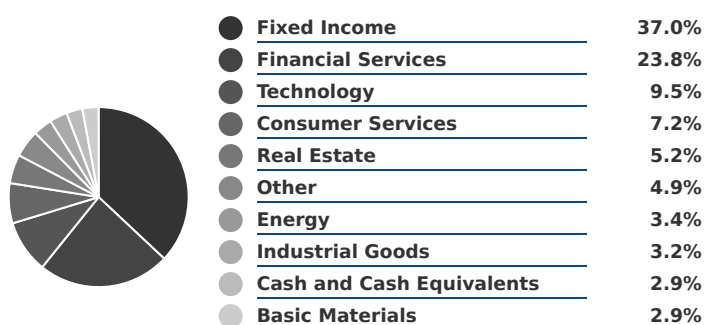 Fixed Income 37.0%
Financial Services 23.8%
Technology 9.5%
Consumer Services 7.2%
Real Estate 5.2%
Other 4.9%
Energy 3.4%
Industrial Goods 3.2%
Cash and Cash Equivalents 2.9%
Basic Materials 2.9%